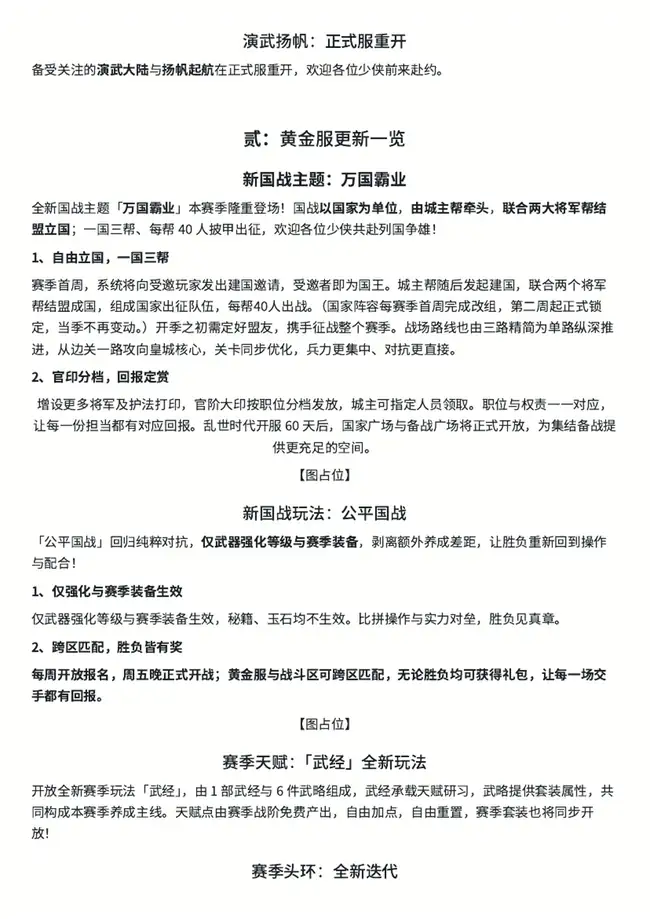 演武扬帆：正式服重开
备受关注的演武大陆与扬帆起航在正式服重开，欢迎各位少侠前来赴约。
贰：黄金服更新一览
新国战主题：万国霸业
全新国战主题「万国霸业」本赛季隆重登场！国战以国家为单位，由城主帮牵头，联合两大将军帮结
盟立国；一国三帮、每帮 40 人披甲出征，欢迎各位少侠共赴列国争雄！
1、自由立国，一国三帮
赛季首周，系统将向受邀玩家发出建国邀请，受邀者即为国王。城主帮随后发起建国，联合两个将军
帮结盟成国，组成国家出征队伍，每帮40人出战。（国家阵容每赛季首周完成改组，第二周起正式锁
定，当季不再变动。）开季之初需定好盟友，携手征战整个赛季。战场路线也由三路精简为单路纵深推
进，从边关一路攻向皇城核心，关卡同步优化，兵力更集中、对抗更直接。
2、官印分档，回报定赏
增设更多将军及护法打印，官阶大印按职位分档发放，城主可指定人员领取。职位与权责一一对应，
让每一份担当都有对应回报。乱世时代开服 60 天后，国家广场与备战广场将正式开放，为集结备战提
供更充足的空间。
【图占位】
新国战玩法：公平国战
「公平国战」回归纯粹对抗，仅武器强化等级与赛季装备，剥离额外养成差距，让胜负重新回到操作
与配合！
1、仅强化与赛季装备生效
仅武器强化等级与赛季装备生效，秘籍、玉石均不生效。比拼操作与实力对垒，胜负见真章。
2、跨区匹配，胜负皆有奖
每周开放报名，周五晚正式开战；黄金服与战斗区可跨区匹配，无论胜负均可获得礼包，让每一场交
手都有回报。
【图占位】
赛季天赋：「武经」全新玩法
开放全新赛季玩法「武经」，由 1 部武经与 6 件武略组成，武经承载天赋研习，武略提供套装属性，共
同构成本赛季养成主线。天赋点由赛季战阶免费产出，自由加点，自由重置，赛季套装也将同步开
放！
赛季头环：全新迭代